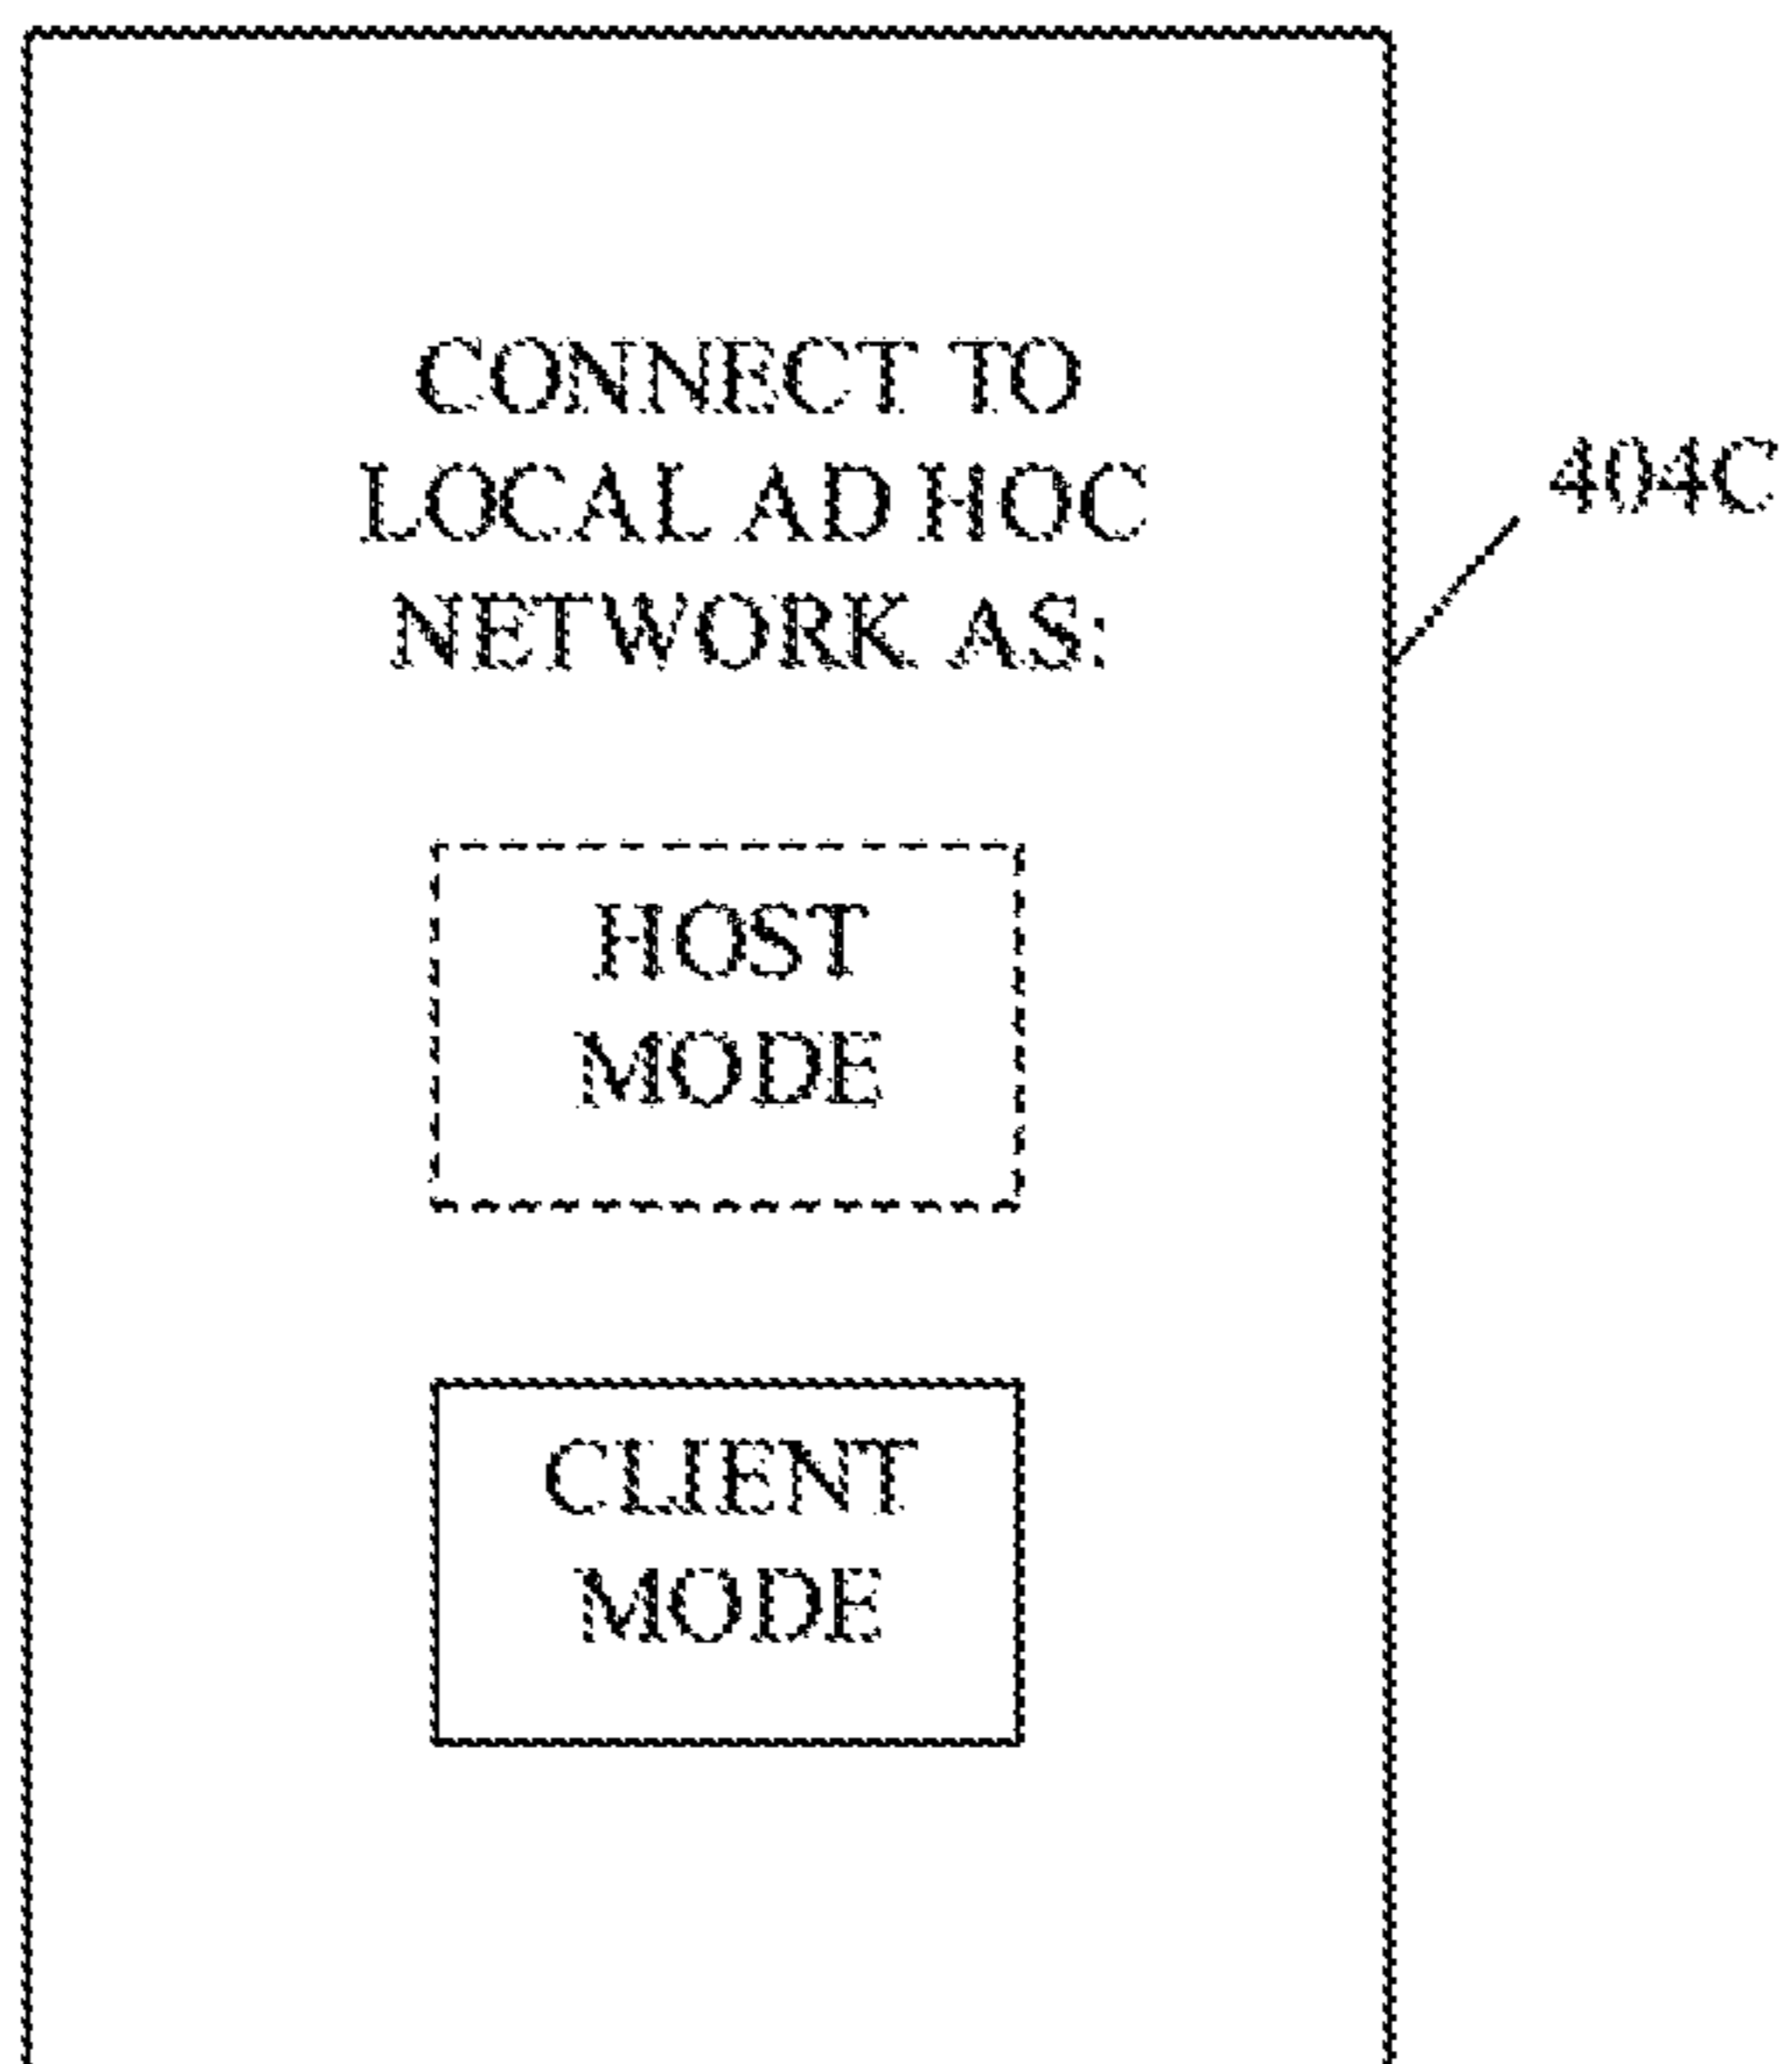 CONNECT TO
LOCAL AD HOC
NETWORK AS:
404C
HOST
MODE
CLIENT
MODE